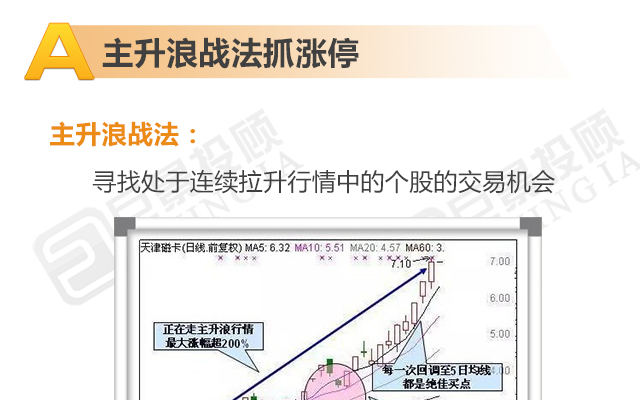 A 主升浪战法抓涨停
主升浪战法：
寻找处于连续拉升行情中的个股的交易机会
天津磁卡(日线.前复权) MA5: 6.32 MA10: 5.51 MA20: 4.57 MA60: 3.
7.10
7.00
6.00
正在走主升浪行情
最大涨幅超200%
5.00
每一次回调至5日均线
都是绝佳买点
4.00